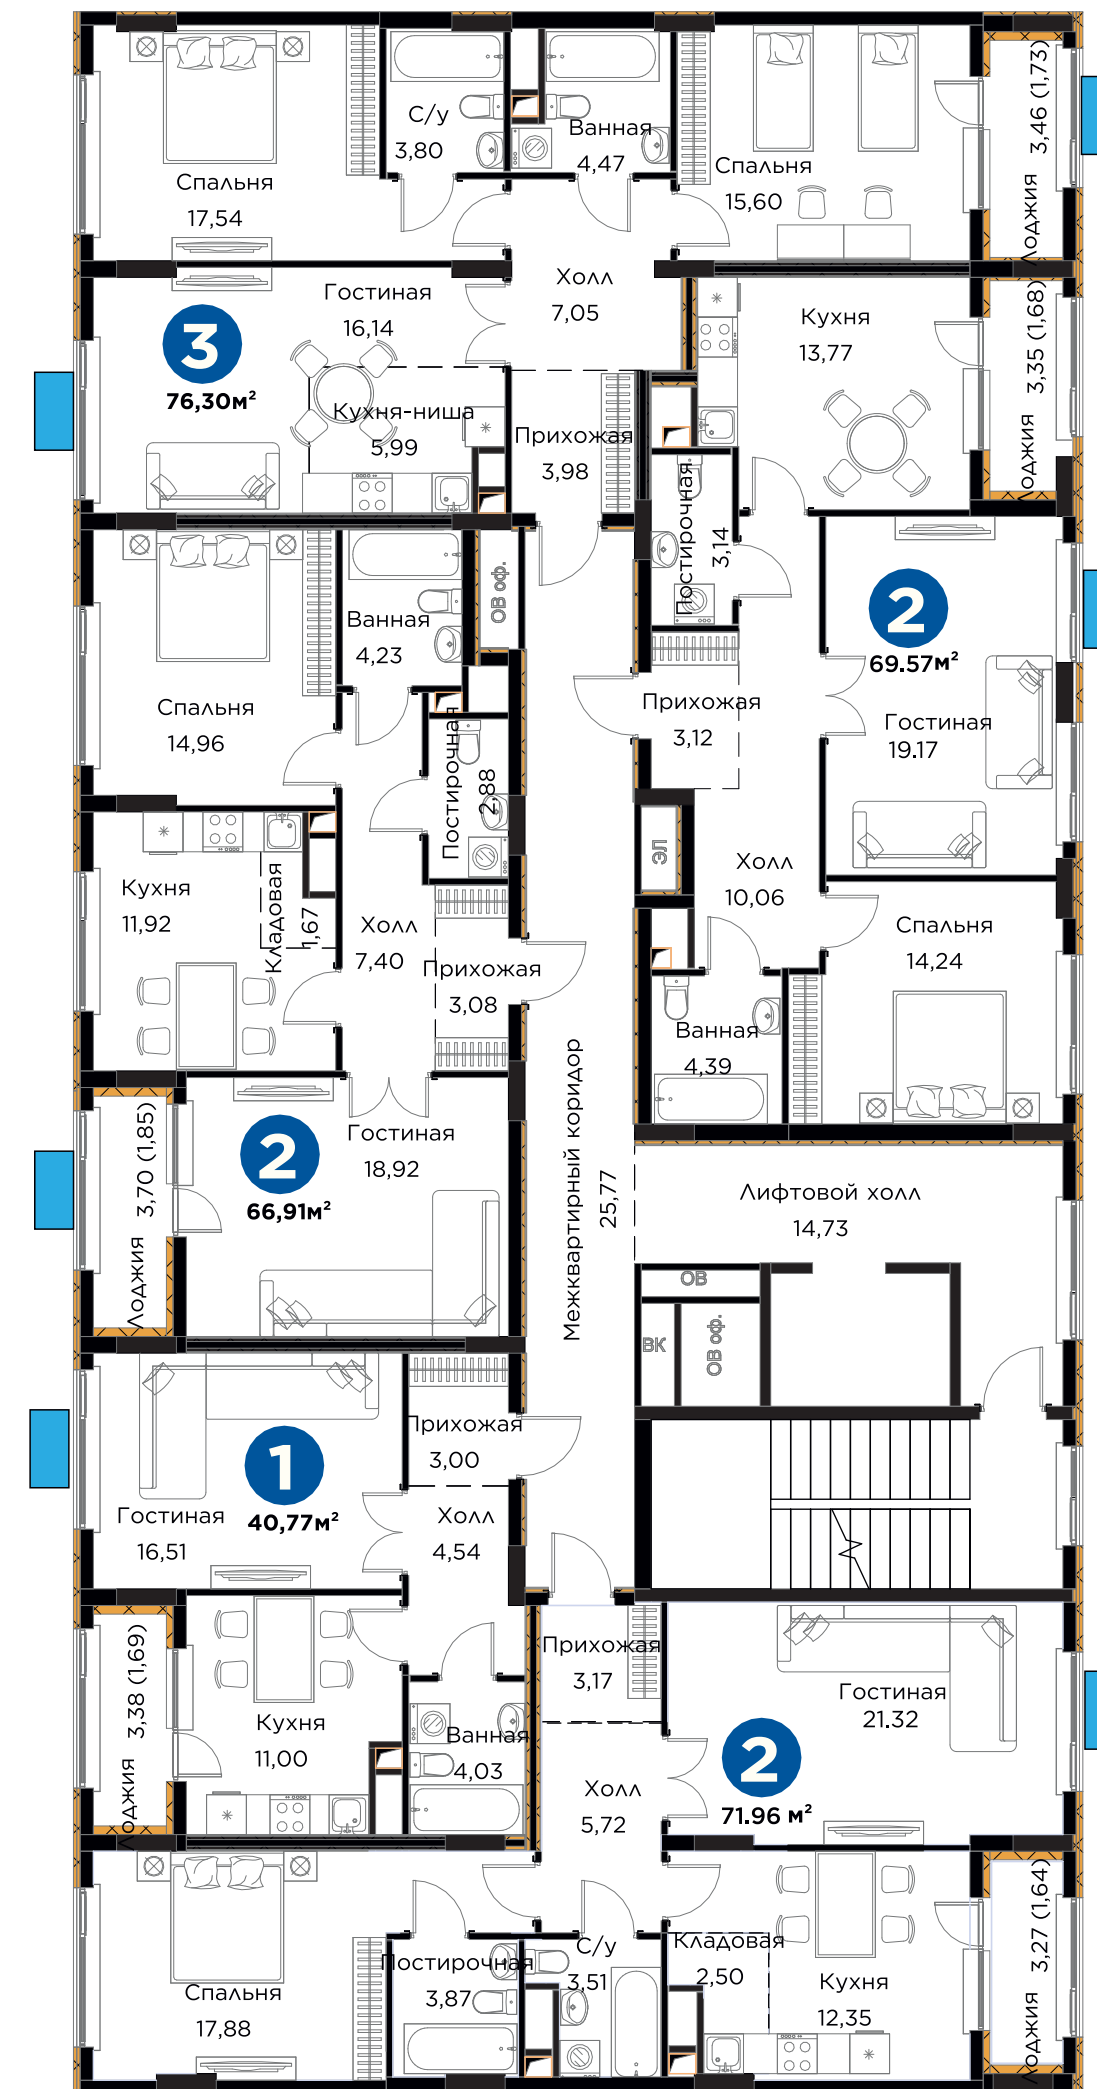 С/у
3,80
Ванная
4,47
3,46 (1,73)
Лоджия
Спальня
17,54
Спальня
15,60
Гостиная
16,14
Холл
7,05
Кухня
13,77
3,35 (1,68)
Лоджия
3
76,30м²
Кухня-ниша
5,99
Прихожая
3,98
Постирочная
3,14
ОВ оф.
Ванная
4,23
2
69.57м²
Спальня
14,96
Прихожая
3,12
Гостиная
19.17
Постирочная
2,88
ЭЛ
Холл
10,06
Кухня
11,92
Кладовая
1,67
Холл
7,40
Прихожая
3,08
Спальня
14,24
Ванная
4,39
Межквартирный коридор
25,77
3,70 (1,85)
Лоджия
2
66,91м²
Гостиная
18,92
Лифтовой холл
14,73
ОВ
ВК
ОВ оф.
Прихожая
3,00
1
40,77м²
Гостиная
16,51
Холл
4,54
3,38 (1,69)
Лоджия
Кухня
11,00
Ванная
4,03
Прихожая
3,17
Гостиная
21.32
2
71.96 м²
Холл
5,72
Спальня
17,88
Постирочная
3,87
С/у
3,51
Кладовая
2,50
Кухня
12,35
3,27 (1,64)
Лоджия